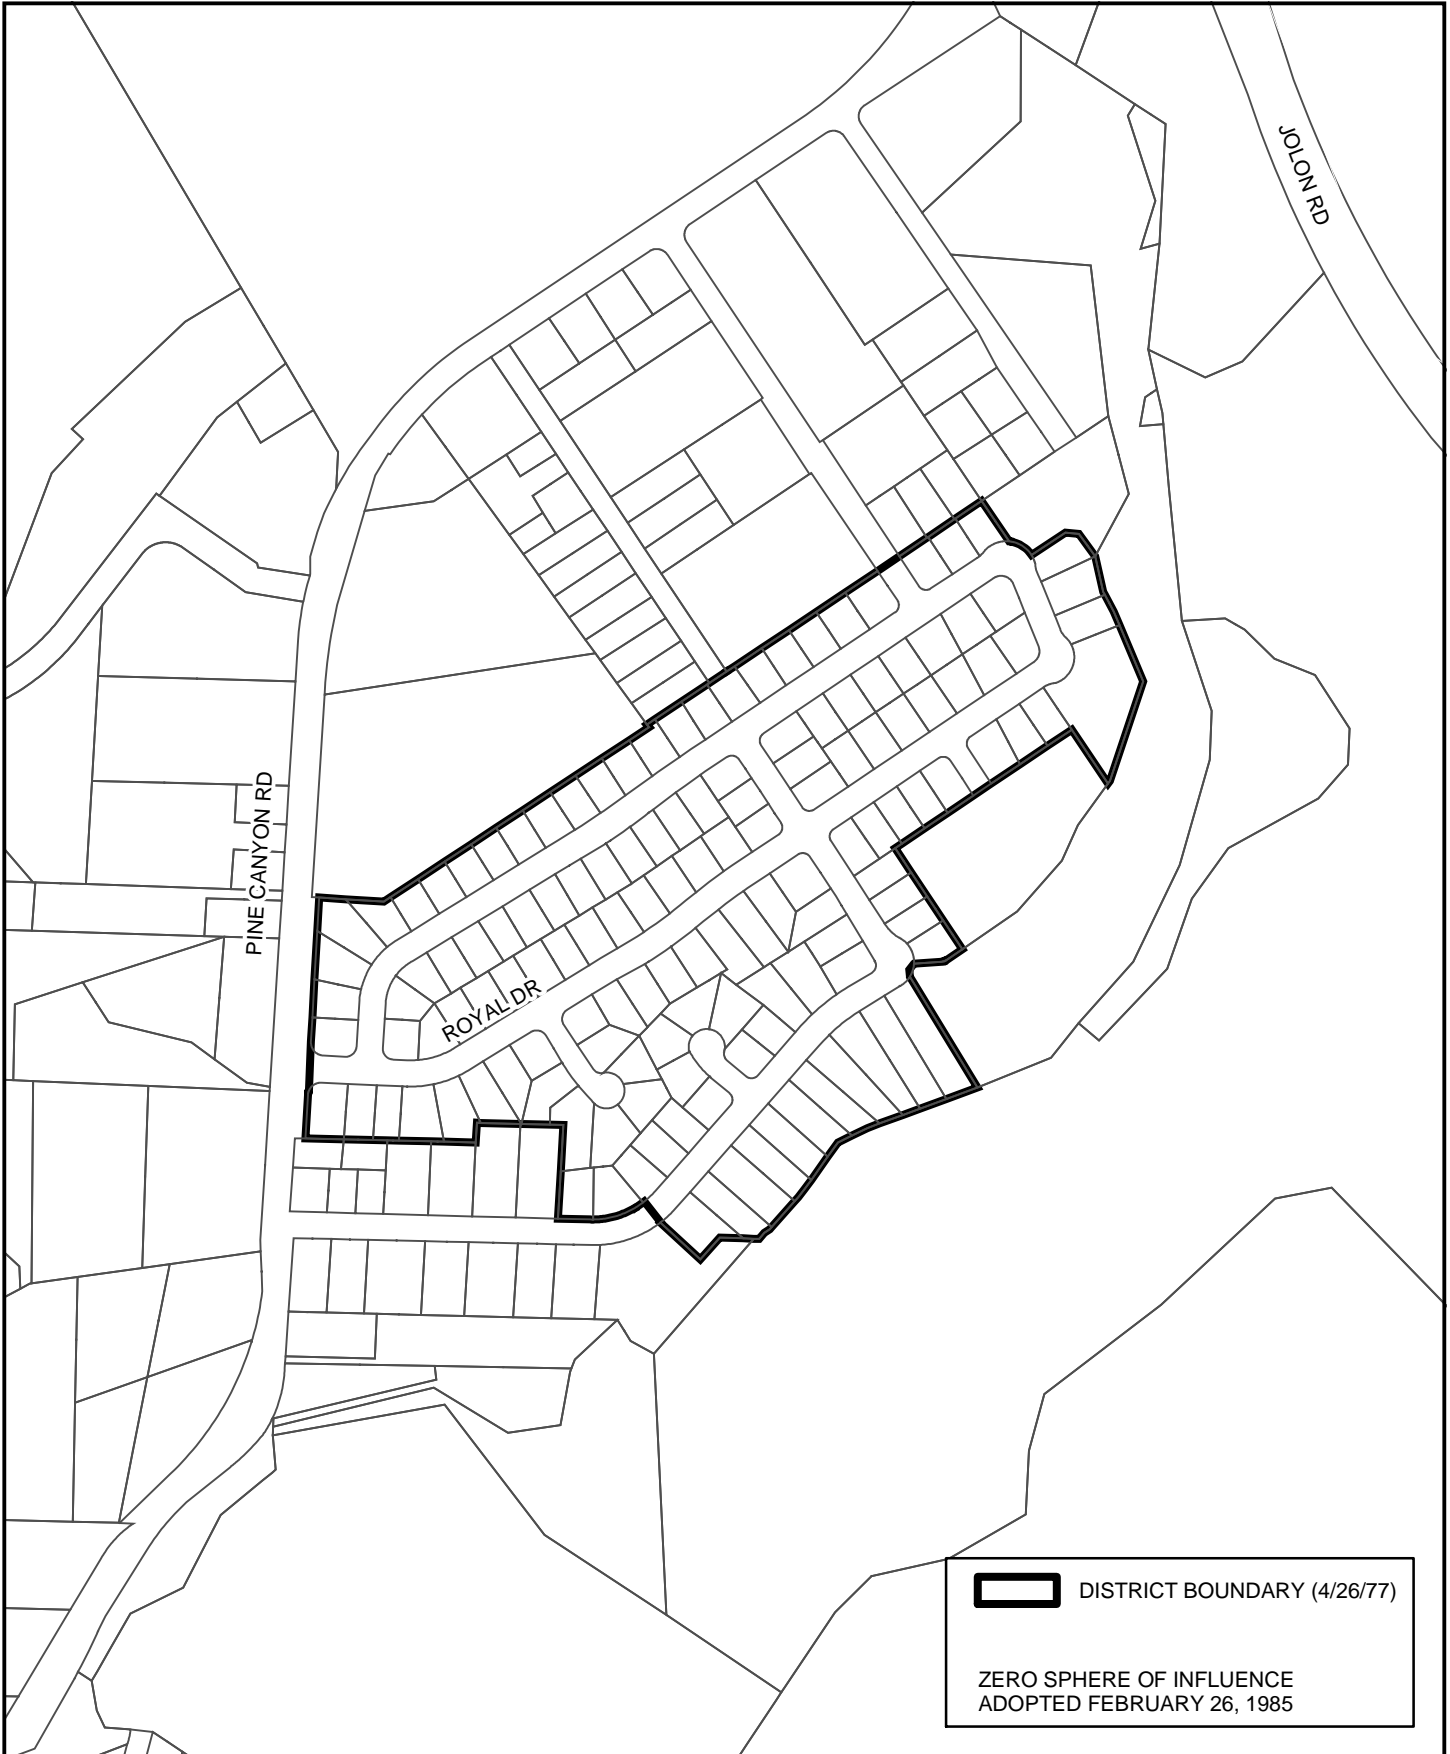 JOLON RD
PINE CANYON RD
ROYAL DR
DISTRICT BOUNDARY (4/26/77)
ZERO SPHERE OF INFLUENCE
ADOPTED FEBRUARY 26, 1985